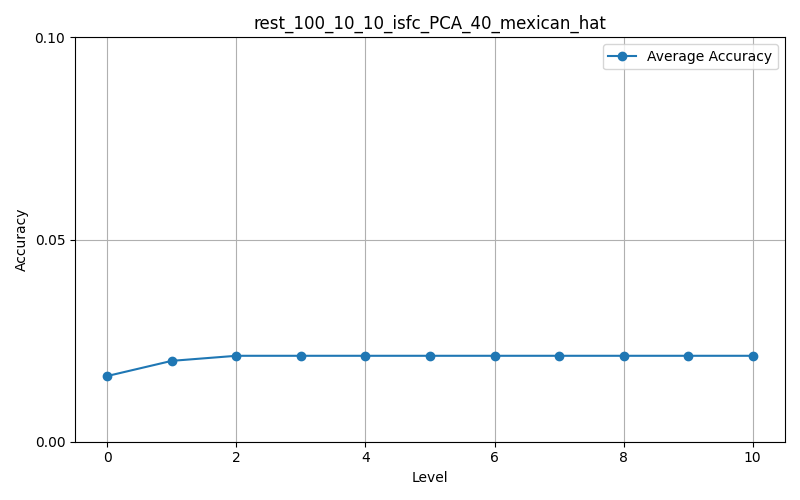 rest_100_10_10_isfc_PCA_40_mexican_hat
Average Accuracy
0.10
0.05
0.00
Accuracy
0 2 4 6 8 10
Level